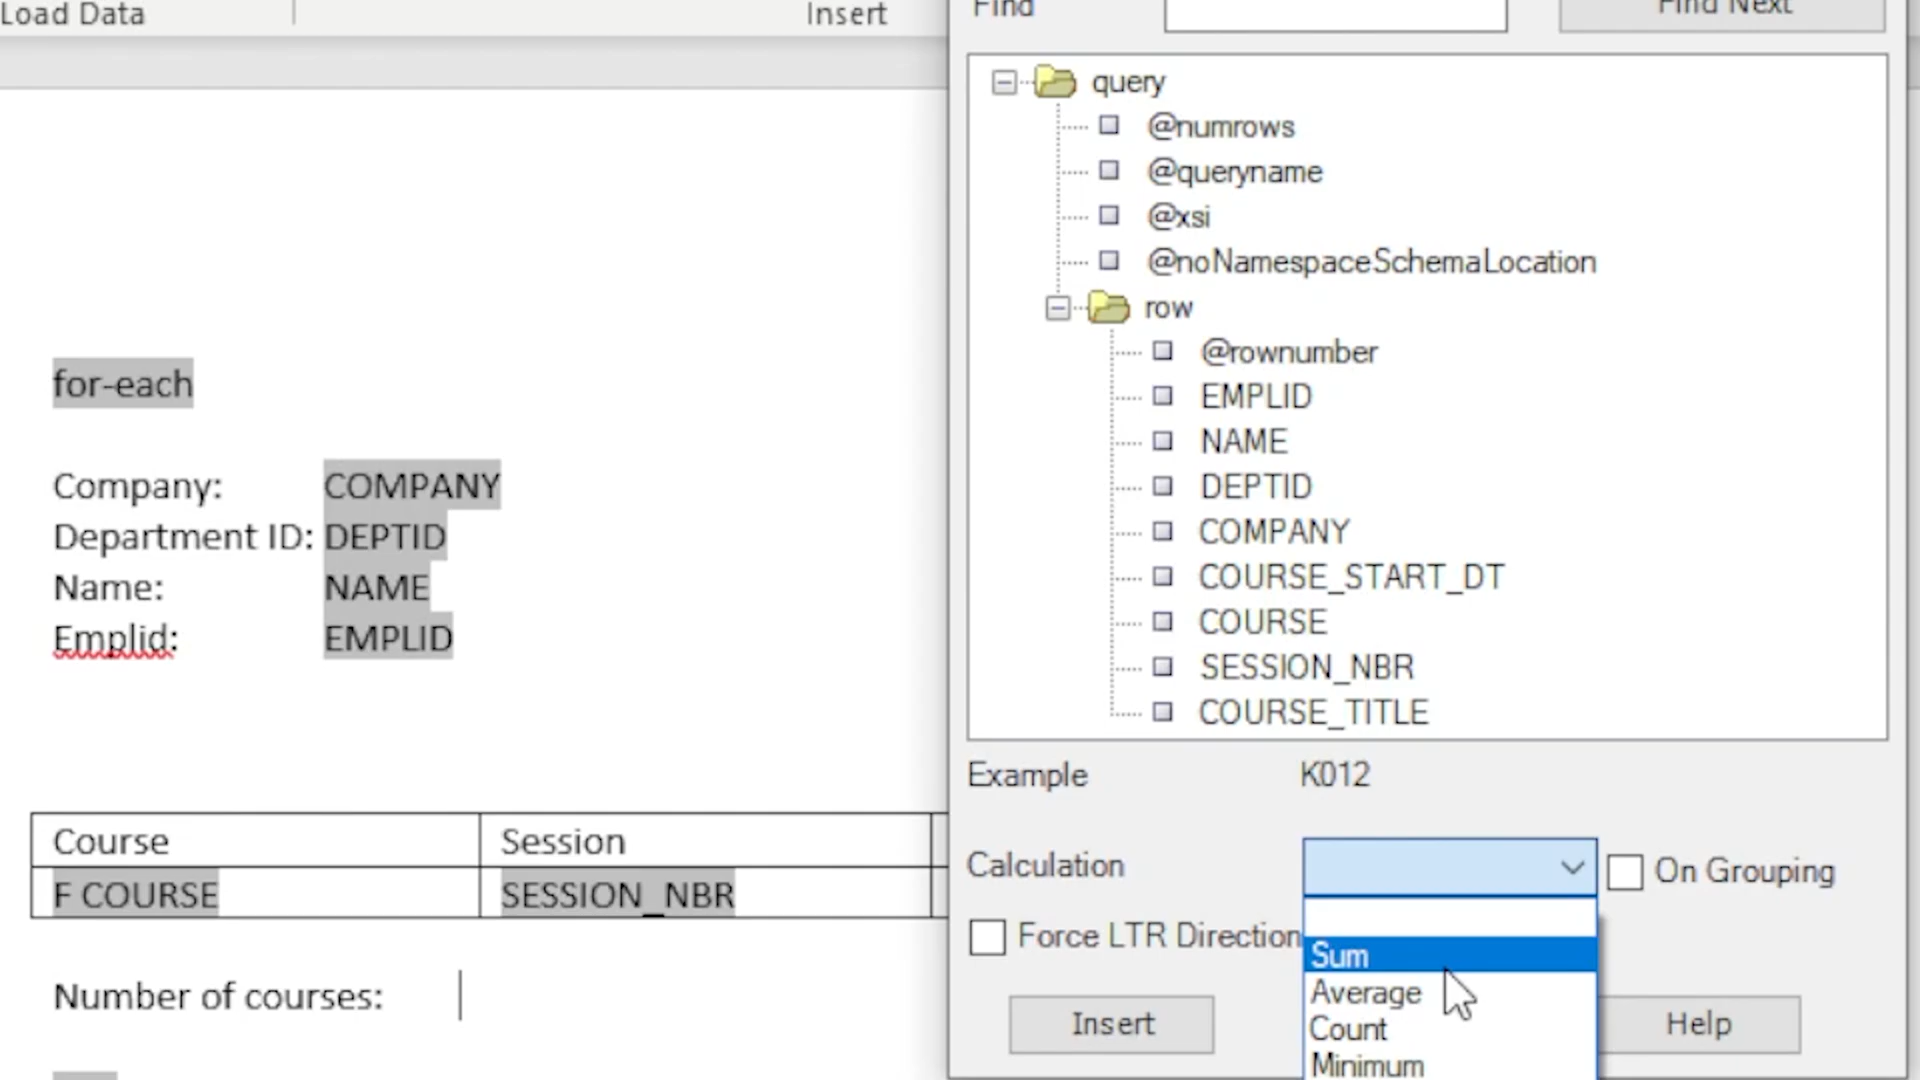 Load Data
Insert
for-each
Company: COMPANY
Department ID: DEPTID
Name: NAME
Emplid: EMPLID
Course Session
F COURSE SESSION_NBR
Number of courses:
Find
Find Next
query
@numrows
@queryname
@xsi
@noNamespaceSchemaLocation
row
@rownumber
EMPLID
NAME
DEPTID
COMPANY
COURSE_START_DT
COURSE
SESSION_NBR
COURSE_TITLE
Example K012
Calculation
On Grouping
Force LTR Direction
Sum
Average
Count
Minimum
Insert
Help